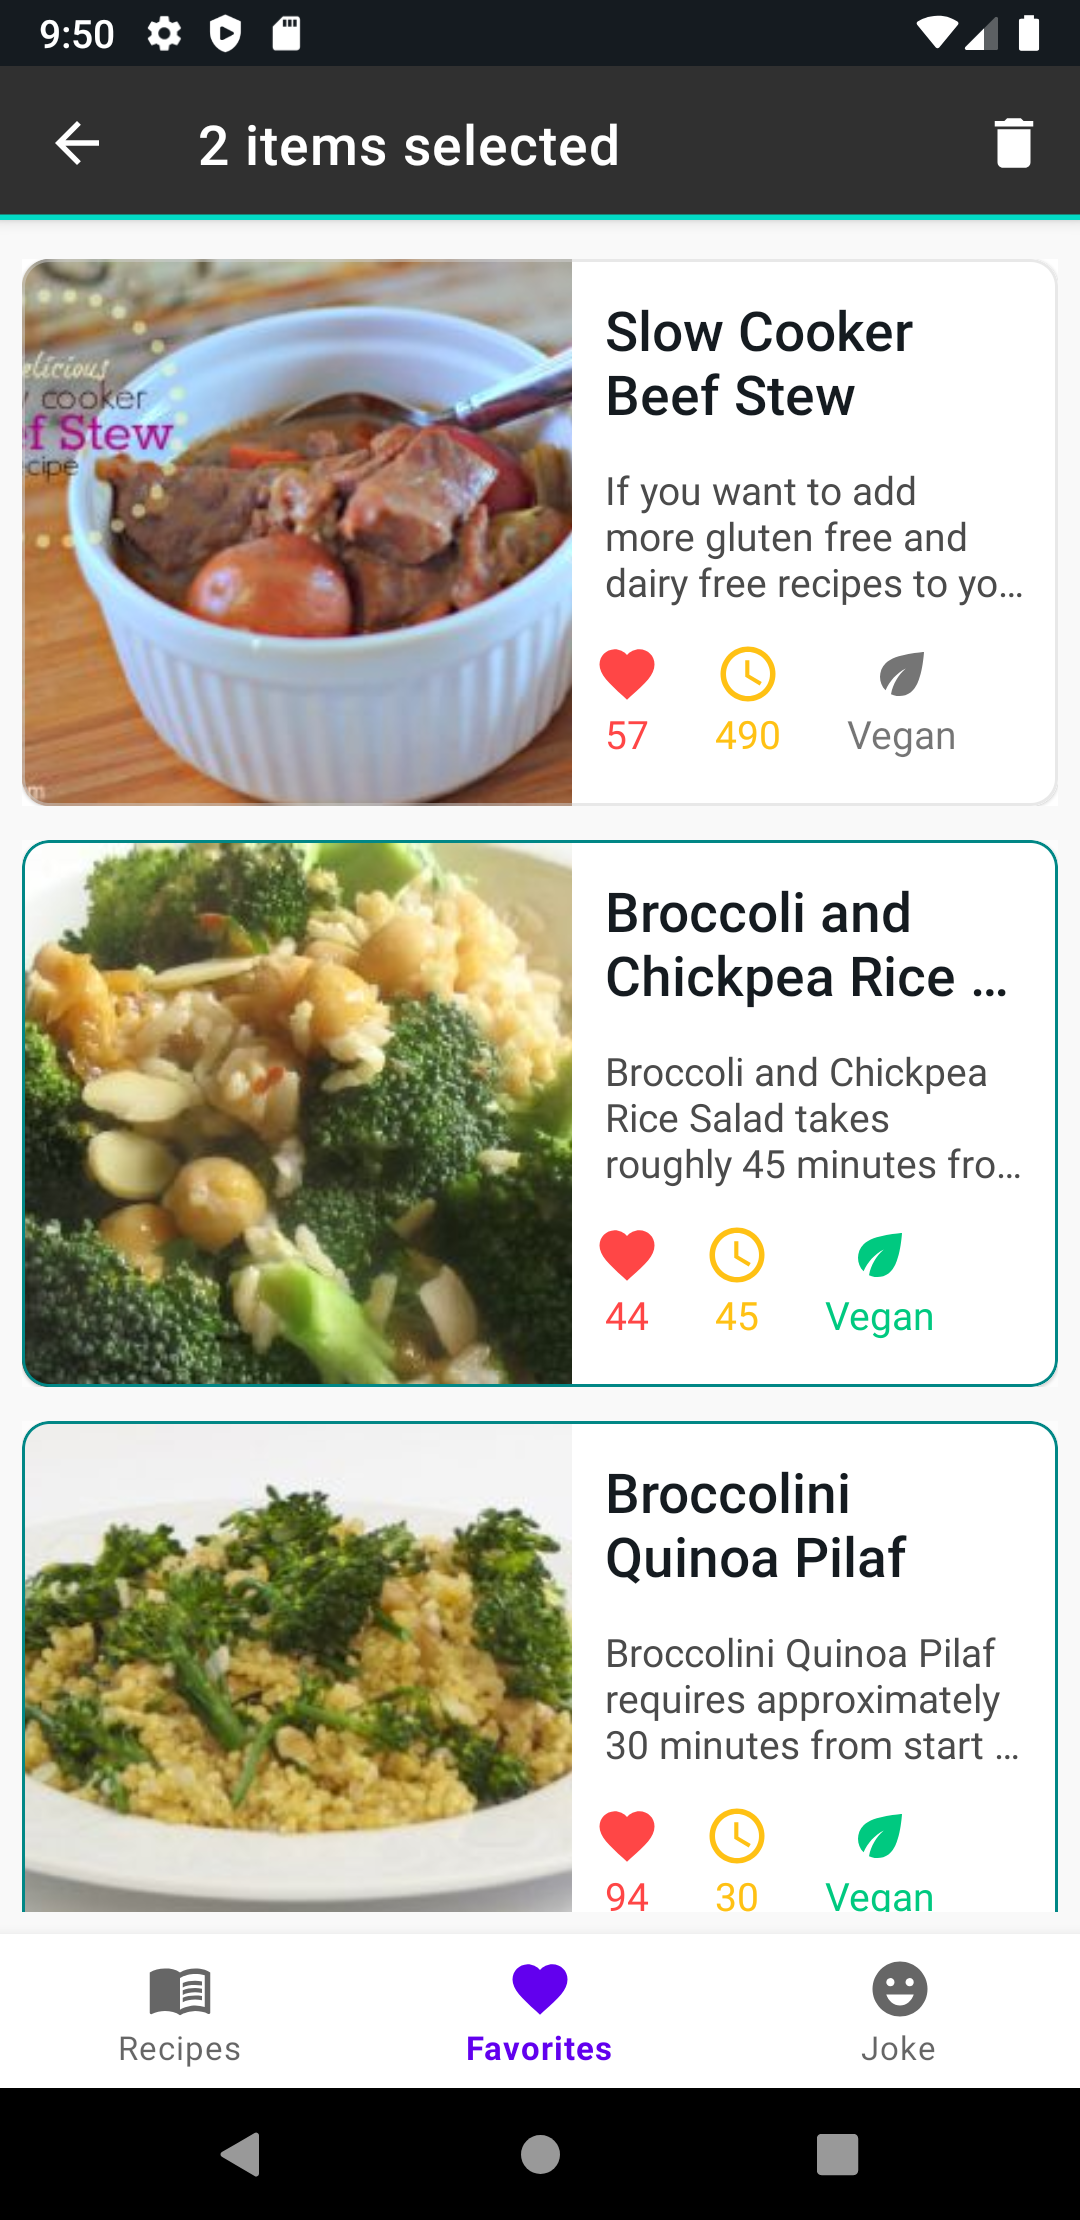 9:50
2 items selected
elicious
cooker
f Stew
cipe
m
Slow Cooker
Beef Stew
If you want to add
more gluten free and
dairy free recipes to yo...
57
490
Vegan
Broccoli and
Chickpea Rice ...
Broccoli and Chickpea
Rice Salad takes
roughly 45 minutes fro...
44
45
Vegan
Broccolini
Quinoa Pilaf
Broccolini Quinoa Pilaf
requires approximately
30 minutes from start ...
94
30
Vegan
Recipes
Favorites
Joke